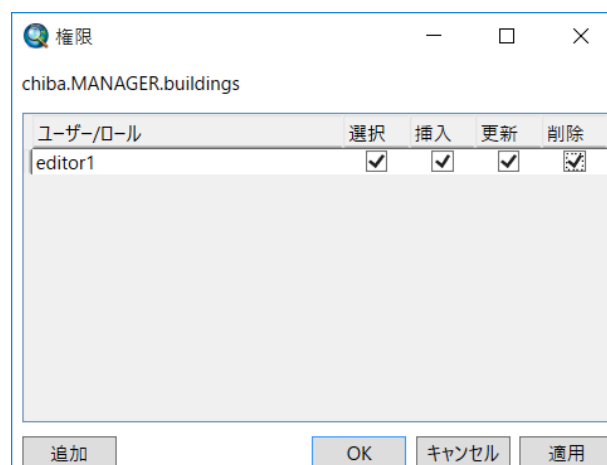 権限
chiba.MANAGER.buildings
ユーザー/ロール 選択 挿入 更新 削除
editor1
追加 OK キャンセル 適用